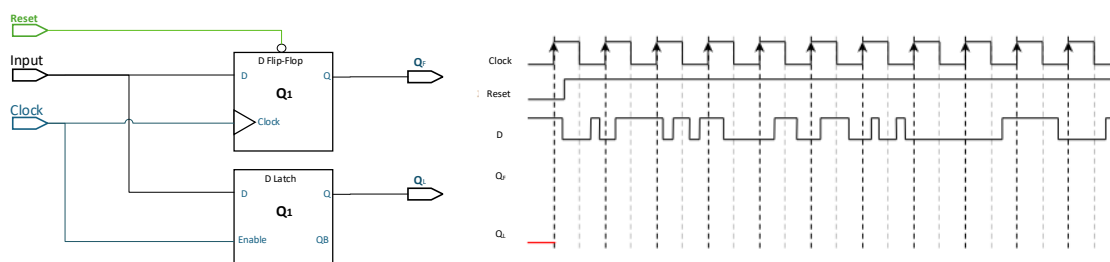 Reset
Input
Clock
D Flip-Flop
D
Q
Q1
Clock
QF
D Latch
D
Q
Q1
Enable
QB
QL
Clock
Reset
D
QF
QL